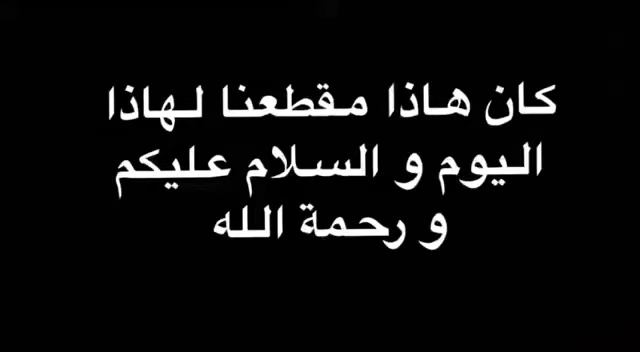 كان هاذا مقطعنا لهاذا
اليوم و السلام عليكم
و رحمة الله